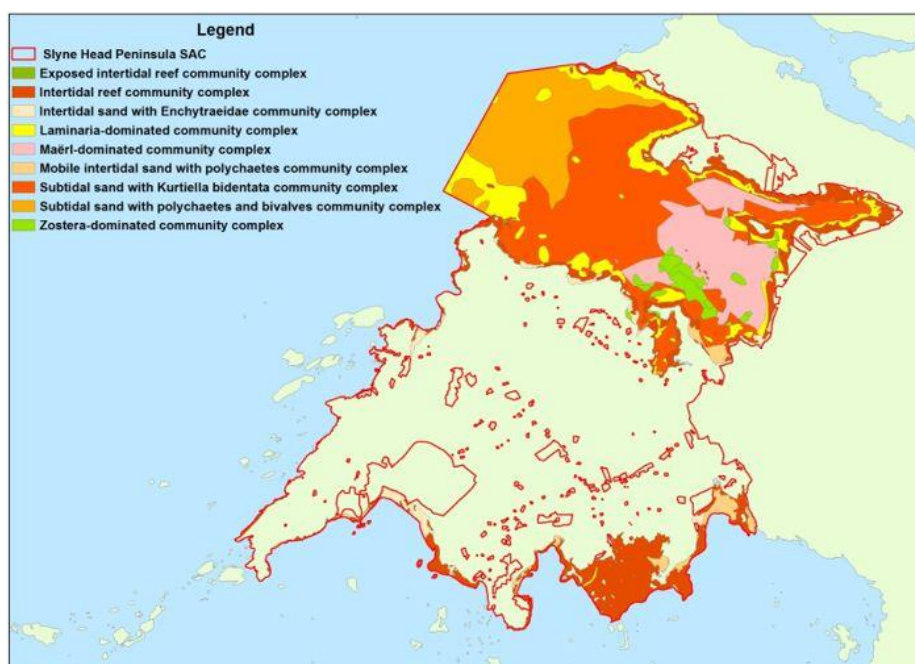 Legend
Slyne Head Peninsula SAC
Exposed intertidal reef community complex
Intertidal reef community complex
Intertidal sand with Enchytraeidae community complex
Laminaria-dominated community complex
Maërl-dominated community complex
Mobile intertidal sand with polychaetes community complex
Subtidal sand with Kurtiella bidentata community complex
Subtidal sand with polychaetes and bivalves community complex
Zostera-dominated community complex